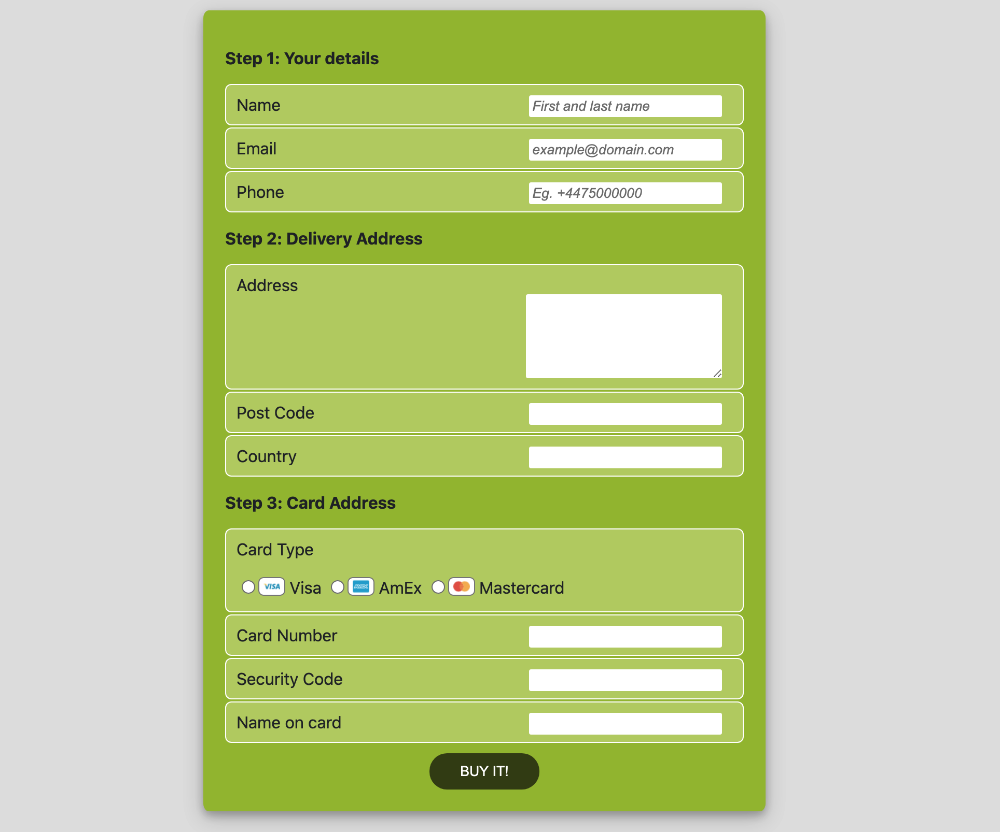 Step 1: Your details
Name
First and last name
Email
example@domain.com
Phone
Eg. +4475000000
Step 2: Delivery Address
Address
Post Code
Country
Step 3: Card Address
Card Type
VISA Visa AMEX AmEx Mastercard
Card Number
Security Code
Name on card
BUY IT!